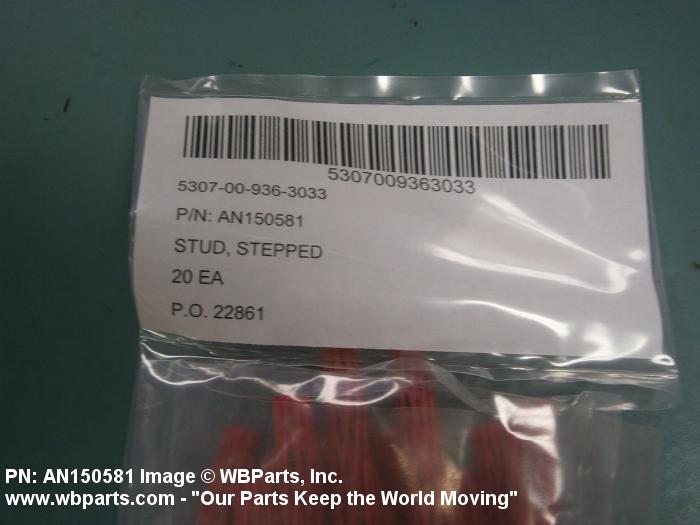 5307009363033
5307-00-936-3033
P/N: AN150581
STUD, STEPPED
20 EA
P.O. 22861
PN: AN150581 Image © WBParts, Inc.
www.wbparts.com - "Our Parts Keep the World Moving"